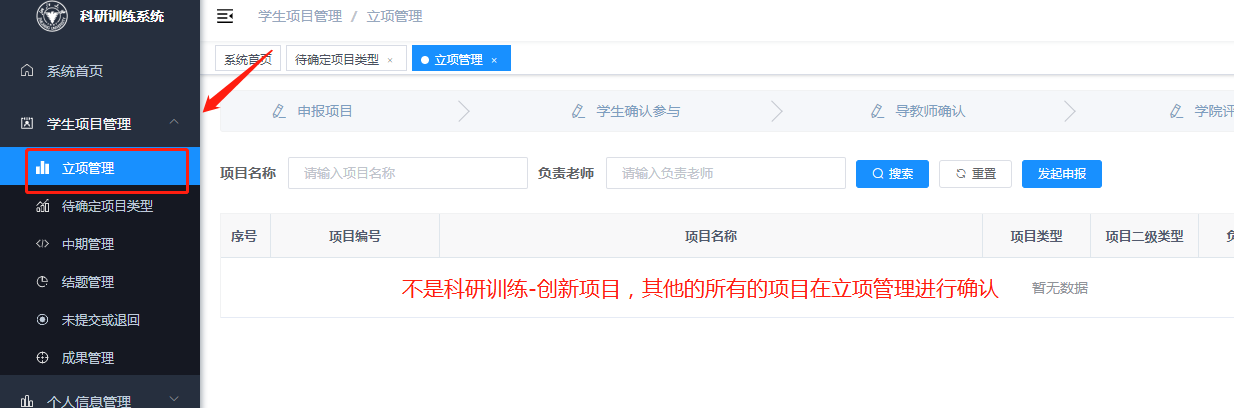 科研训练系统
学生项目管理 / 立项管理
系统首页
待确定项目类型 ×
立项管理 ×
系统首页
学生项目管理
立项管理
待确定项目类型
中期管理
结题管理
未提交或退回
成果管理
个人信息管理
申报项目
学生确认参与
导教师确认
学院评
项目名称 请输入项目名称 负责老师 请输入负责老师 搜索 重置 发起申报
序号 项目编号 项目名称 项目类型 项目二级类型
不是科研训练-创新项目，其他的所有的项目在立项管理进行确认
暂无数据